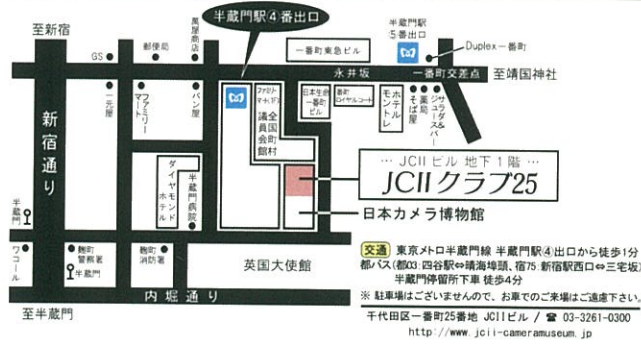 至新宿
GS
郵便局
萬屋商店
半蔵門駅④番出口
一番町東急ビル
半蔵門駅
5番出口
Duplex一番町
永井坂
一番町交差点
至靖国神社
一元屋
ファミリーマート
パン屋
ファミリーマート(1F)
全国町村議員会館
日本生命一番町ビル
番町ロイヤルコート
ホテルモントレ
そば屋
薬局
サラダ&ジュースバー
新宿通り
ダイヤモンドホテル
半蔵門病院
… JCII ビル 地下1階 …
JCIIクラブ25
日本カメラ博物館
半蔵門
ワコール
麹町警察署
半蔵門
麹町消防署
英国大使館
内堀通り
至半蔵門
交通 東京メトロ半蔵門線 半蔵門駅④出口から徒歩1分
都バス(都03:四谷駅⇔晴海埠頭、宿75:新宿駅西口⇔三宅坂)
半蔵門停留所下車 徒歩4分
※ 駐車場はございませんので、お車でのご来場はご遠慮下さい。
千代田区一番町25番地 JCIIビル / ☎ 03-3261-0300
http://www.jcii-cameramuseum.jp